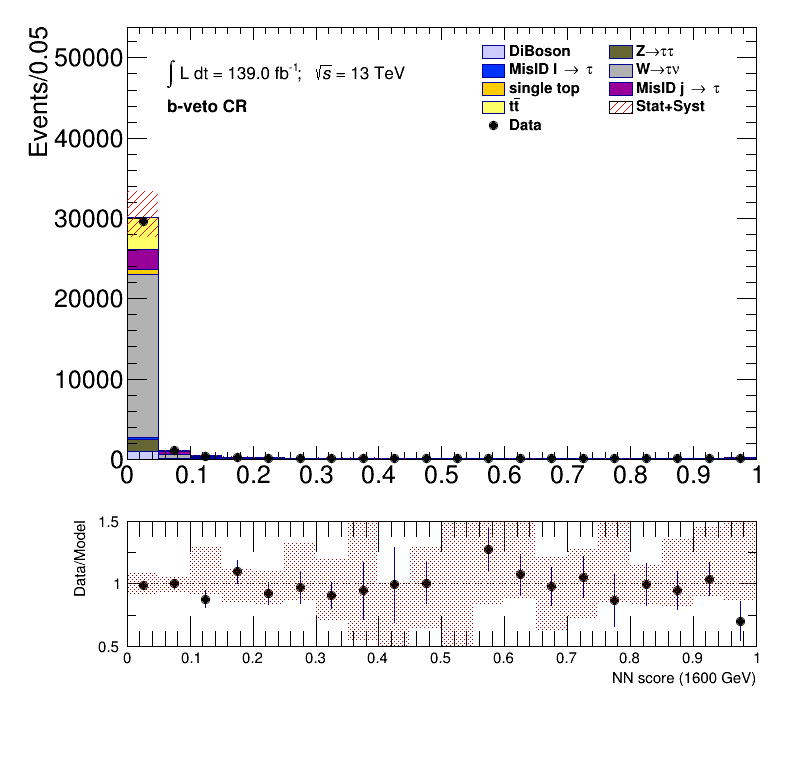 Events/0.05
50000
40000
30000
20000
10000
0
∫ L dt = 139.0 fb⁻¹; √s = 13 TeV
b-veto CR
DiBoson
MisID l → τ
single top
tt̄
Data
Z→ττ
W→τν
MisID j → τ
Stat+Syst
0 0.1 0.2 0.3 0.4 0.5 0.6 0.7 0.8 0.9 1
Data/Model
1.5
1
0.5
0 0.1 0.2 0.3 0.4 0.5 0.6 0.7 0.8 0.9 1
NN score (1600 GeV)